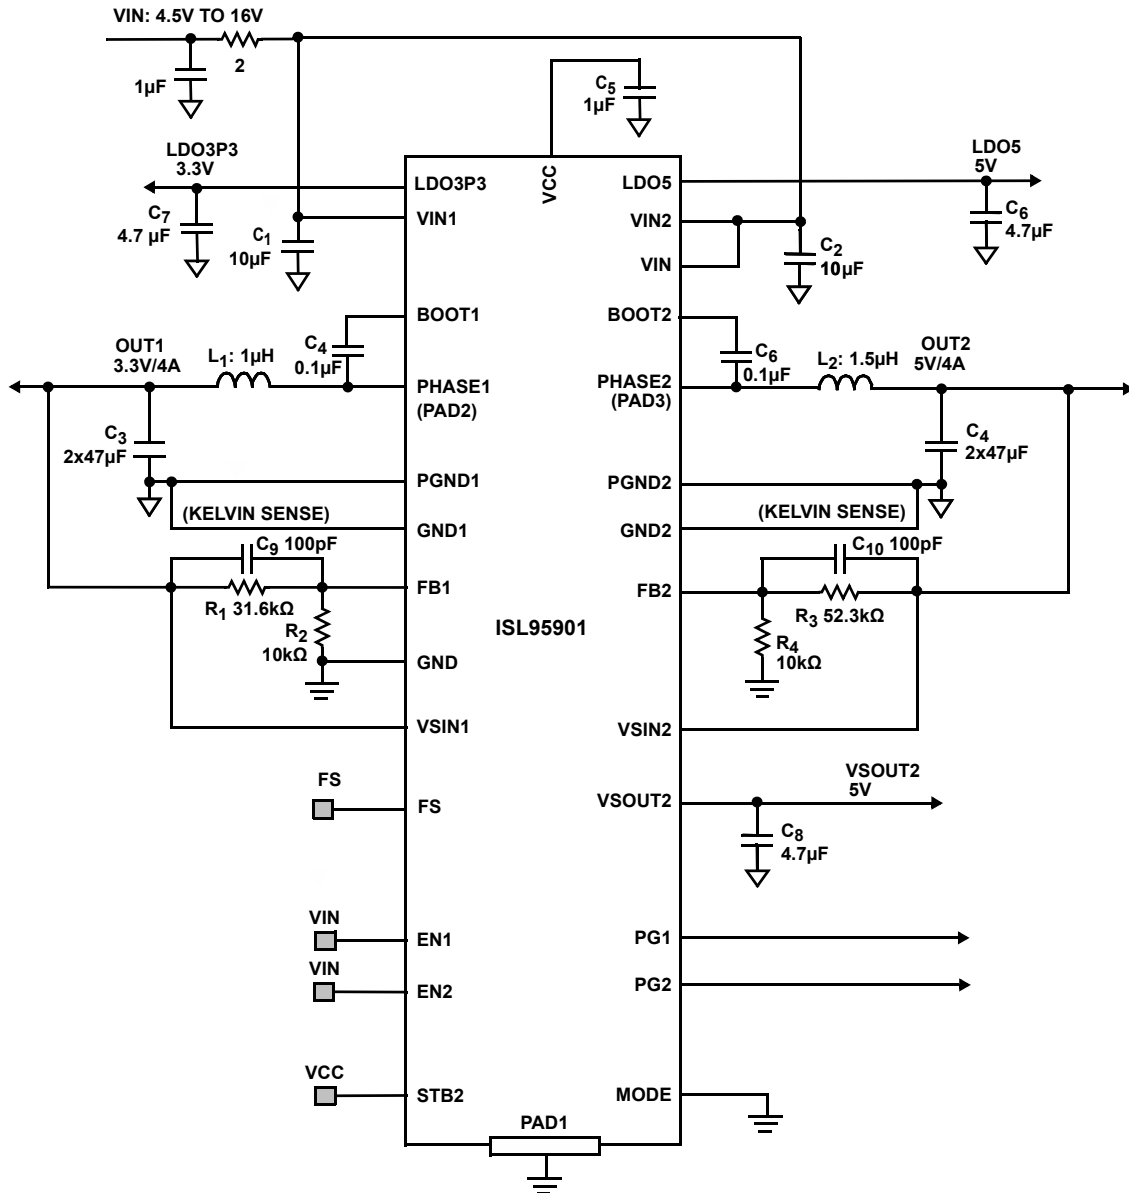 VIN: 4.5V TO 16V
2
1µF
C5
1µF
VCC
LDO3P3
3.3V
LDO5
5V
LDO3P3
LDO5
C7
4.7 µF
C1
10µF
VIN1
VIN2
VIN
C2
10µF
C6
4.7µF
BOOT1
BOOT2
OUT1
3.3V/4A
L1: 1µH
C4
0.1µF
PHASE1
(PAD2)
PHASE2
(PAD3)
C6
0.1µF
L2: 1.5µH
OUT2
5V/4A
C3
2x47µF
C4
2x47µF
PGND1
PGND2
(KELVIN SENSE)
(KELVIN SENSE)
GND1
GND2
C9 100pF
C10 100pF
FB1
FB2
R1 31.6kΩ
R3 52.3kΩ
R2
10kΩ
R4
10kΩ
ISL95901
GND
VSIN1
VSIN2
FS
FS
VSOUT2
VSOUT2
5V
C8
4.7µF
VIN
EN1
PG1
VIN
EN2
PG2
VCC
STB2
MODE
PAD1